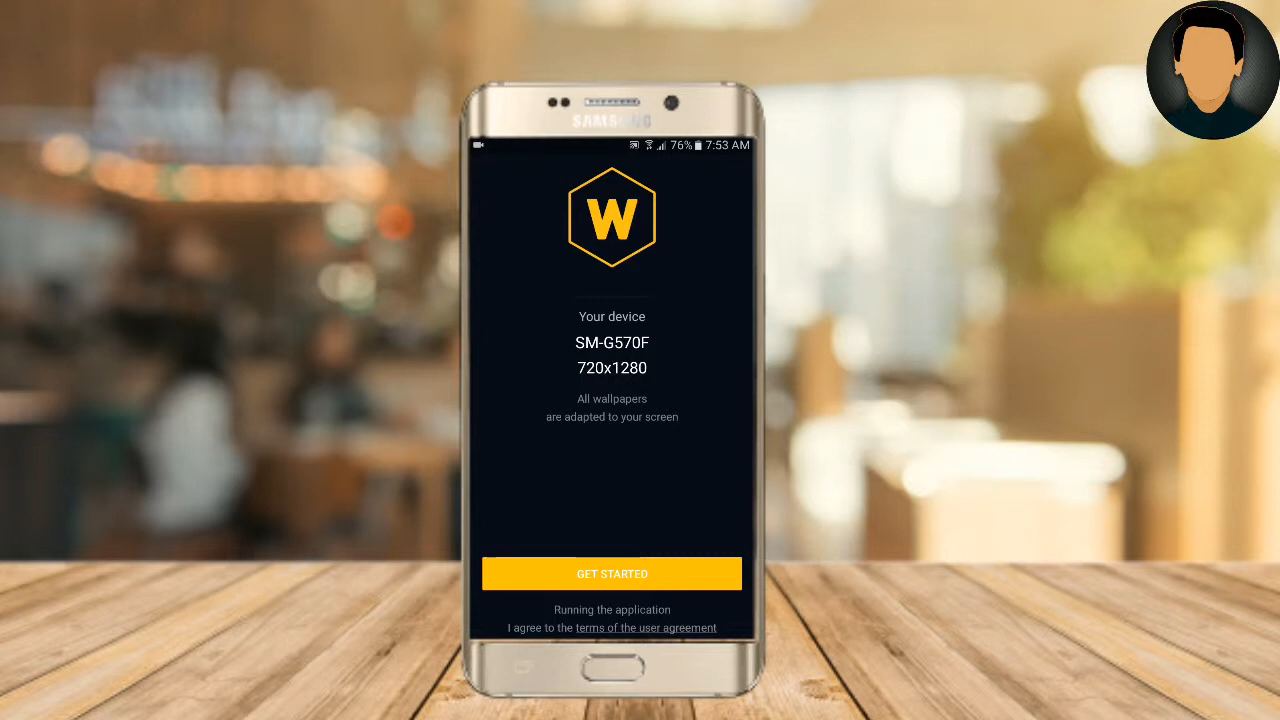 SAMSUNG
76% 7:53 AM
W
Your device
SM-G570F
720x1280
All wallpapers
are adapted to your screen
GET STARTED
Running the application
I agree to the terms of the user agreement